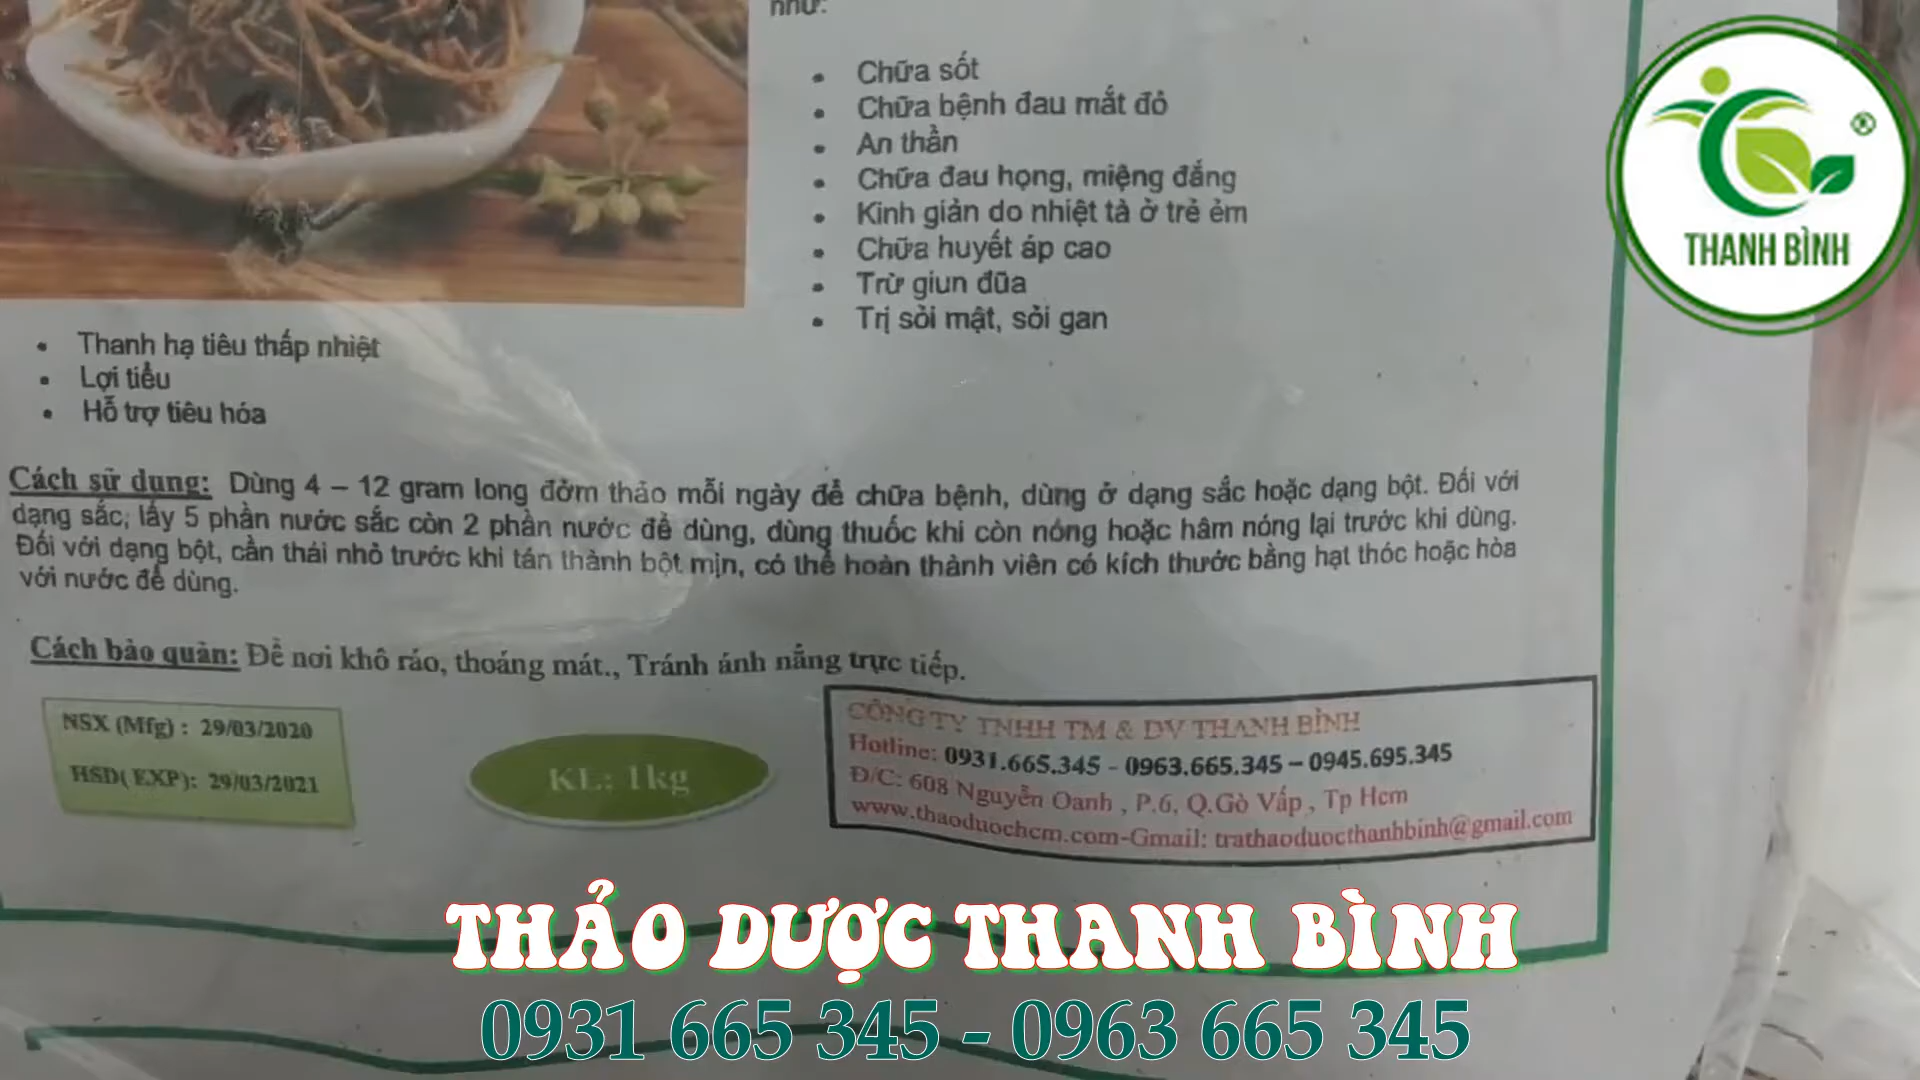 như:
Chữa sốt
Chữa bệnh đau mắt đỏ
An thần
Chữa đau họng, miệng đắng
Kinh giản do nhiệt tà ở trẻ ẻm
Chữa huyết áp cao
Trừ giun đũa
Trị sỏi mật, sỏi gan
® THANH BÌNH
Thanh hạ tiêu thấp nhiệt
Lợi tiểu
Hỗ trợ tiêu hóa
Cách sử dụng: Dùng 4 – 12 gram long đởm thảo mỗi ngày để chữa bệnh, dùng ở dạng sắc hoặc dạng bột. Đối với
dạng sắc, lấy 5 phần nước sắc còn 2 phần nước để dùng, dùng thuốc khi còn nóng hoặc hâm nóng lại trước khi dùng.
Đối với dạng bột, cần thái nhỏ trước khi tán thành bột mịn, có thể hoàn thành viên có kích thước bằng hạt thóc hoặc hòa
với nước để dùng.
Cách bảo quản: Để nơi khô ráo, thoáng mát., Tránh ánh nắng trực tiếp.
NSX (Mfg) : 29/03/2020
HSD( EXP): 29/03/2021
KL: 1kg
CÔNG TY TNHH TM & DV THANH BÌNH
Hotline: 0931.665.345 - 0963.665.345 – 0945.695.345
Đ/C: 608 Nguyễn Oanh , P.6, Q.Gò Vấp , Tp Hcm
www.thaoduochcm.com-Gmail: trathaoduocthanhbinh@gmail.com
THẢO DƯỢC THANH BÌNH
0931 665 345 - 0963 665 345